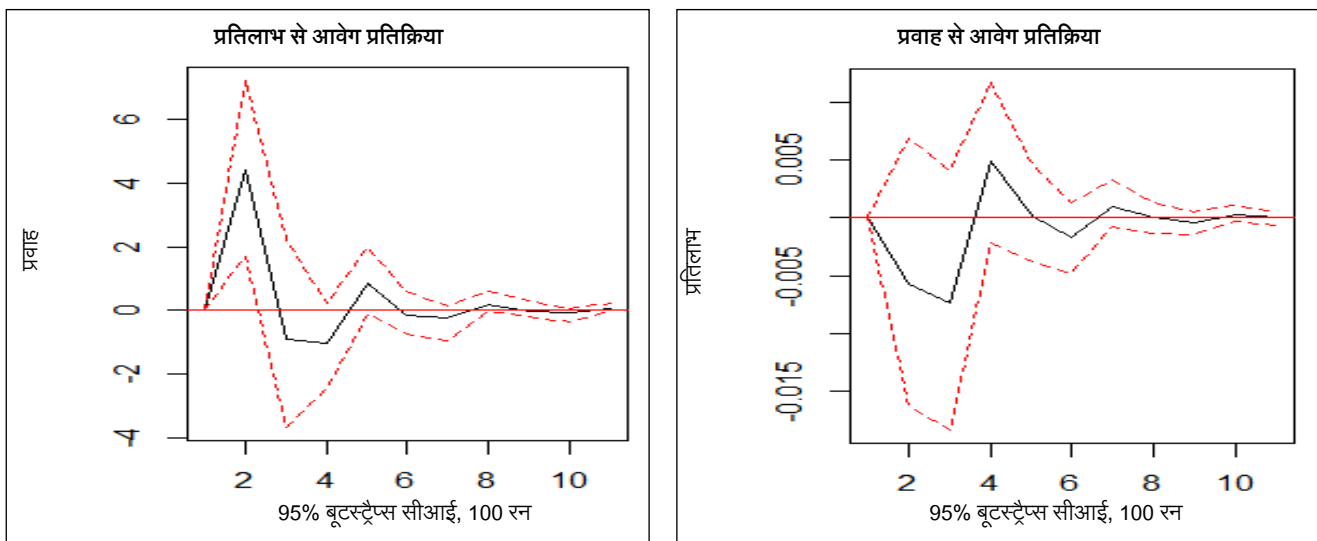 प्रतिलाभ से आवेग प्रतिक्रिया
प्रवाह
6
4
2
0
-2
-4
2 4 6 8 10
95% बूटस्ट्रैप्स सीआई, 100 रन
प्रवाह से आवेग प्रतिक्रिया
प्रतिलाभ
0.005
-0.005
-0.015
2 4 6 8 10
95% बूटस्ट्रैप्स सीआई, 100 रन